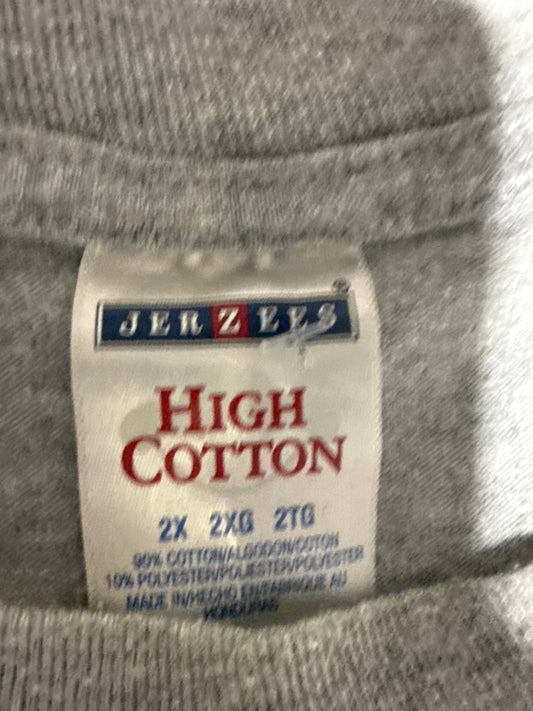 JERZEES®
HIGH
COTTON
2X 2XG 2TG
90% COTTON/ALGODON/COTON
10% POLYESTER/POLIESTER/POLYESTER
MADE IN/HECHO EN/FABRIQUE AU
HONDURAS